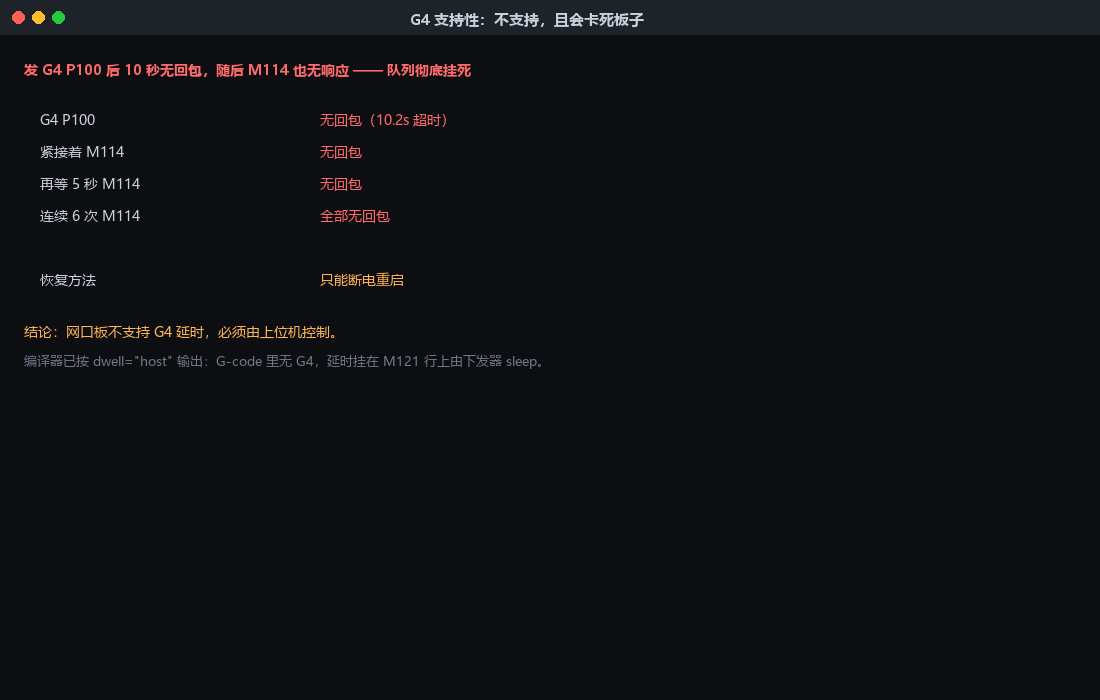 G4 支持性：不支持，且会卡死板子
发 G4 P100 后 10 秒无回包，随后 M114 也无响应 —— 队列彻底挂死
G4 P100 无回包（10.2s 超时）
紧接着 M114 无回包
再等 5 秒 M114 无回包
连续 6 次 M114 全部无回包
恢复方法 只能断电重启
结论：网口板不支持 G4 延时，必须由上位机控制。
编译器已按 dwell="host" 输出：G-code 里无 G4，延时挂在 M121 行上由下发器 sleep。